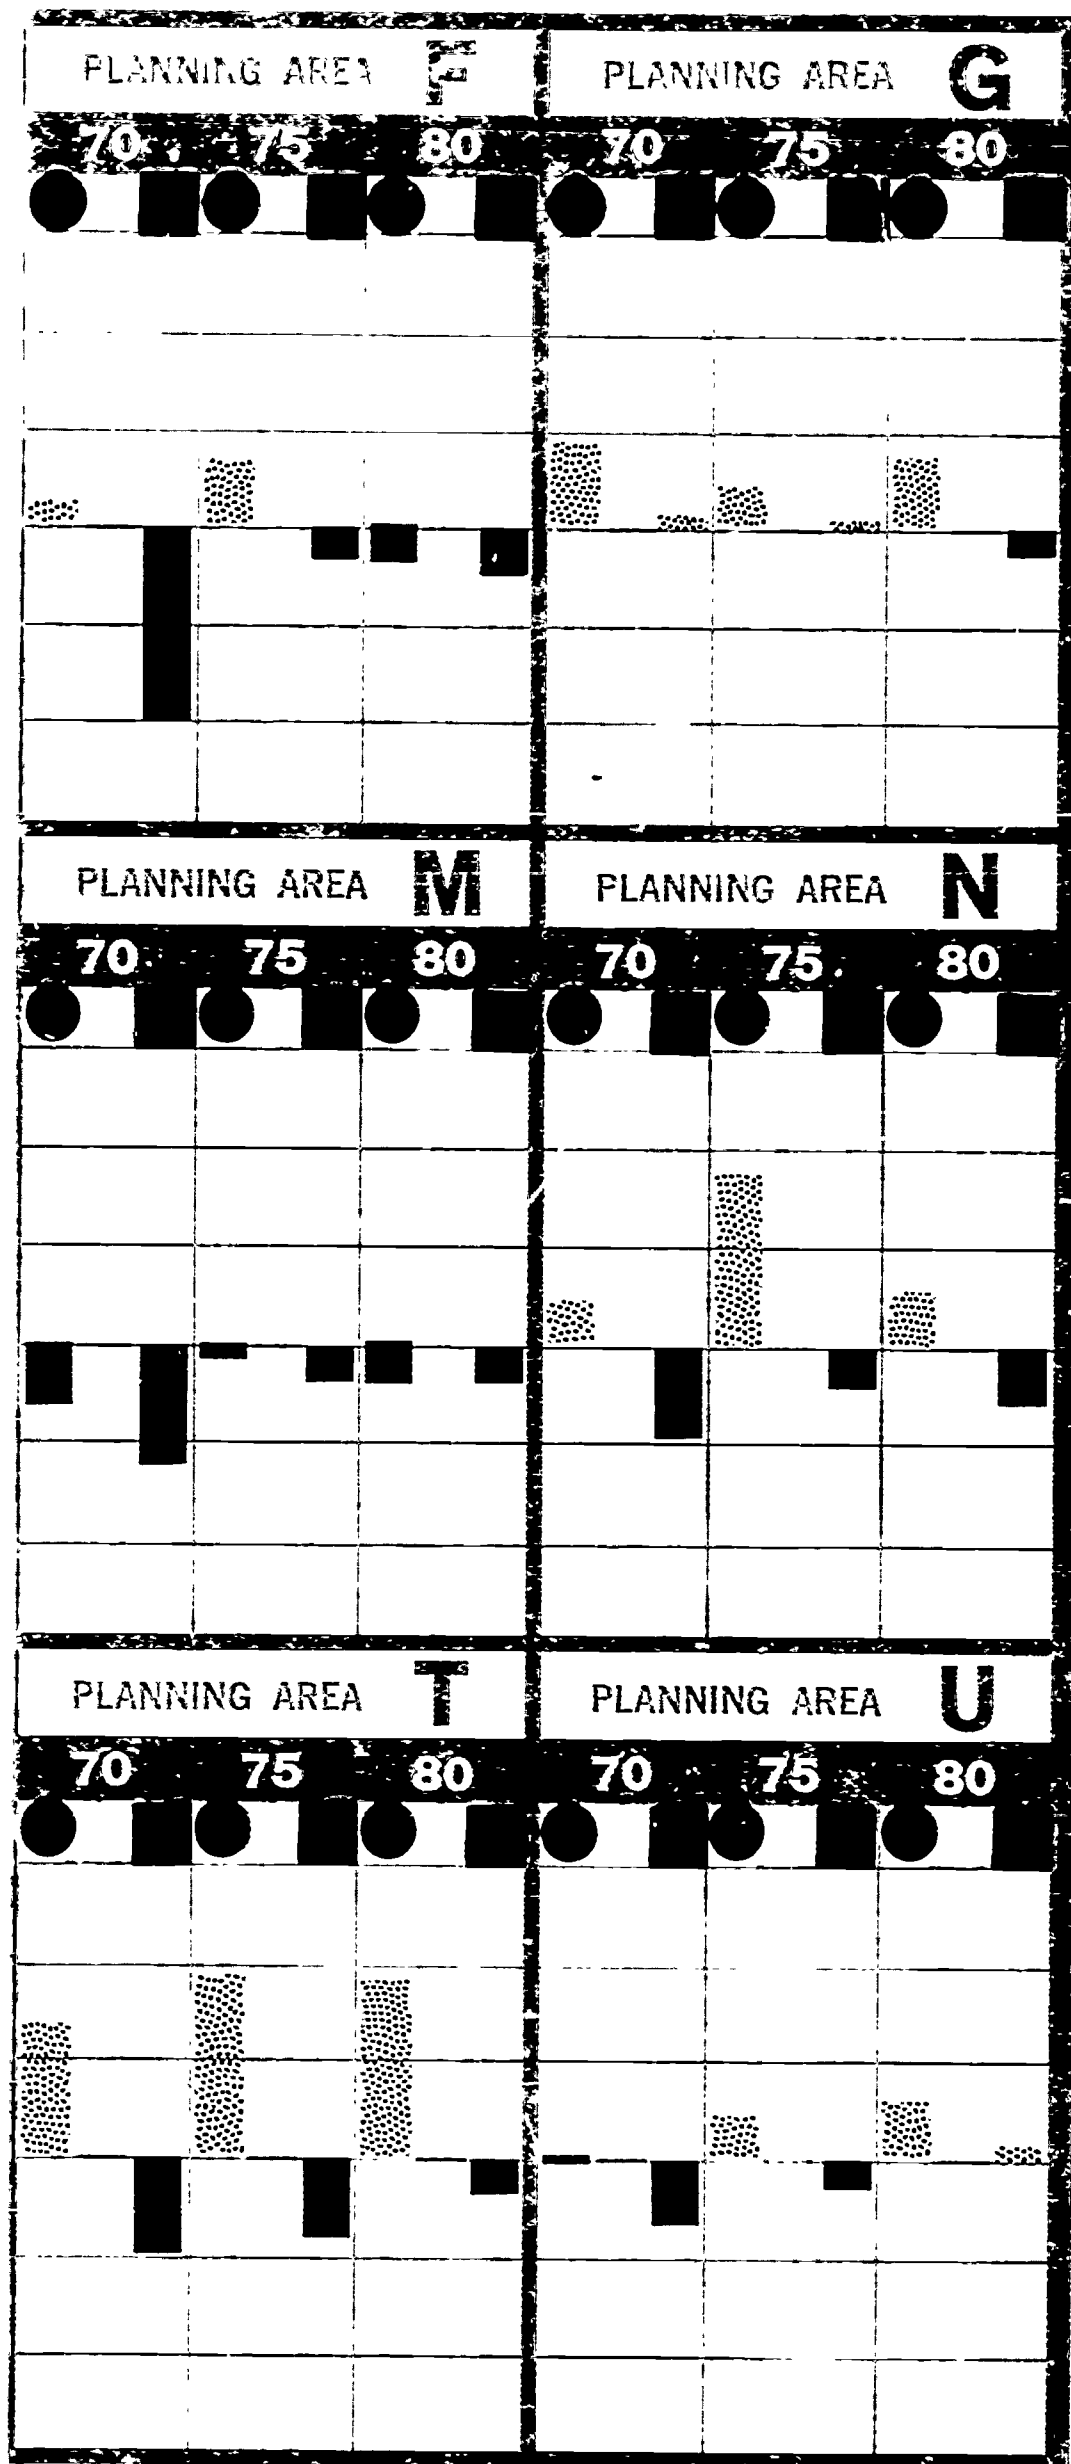 PLANNING AREA F
PLANNING AREA G
70 75 80
70 75 80
PLANNING AREA M
PLANNING AREA N
70 75 80
70 75 80
PLANNING AREA T
PLANNING AREA U
70 75 80
70 75 80